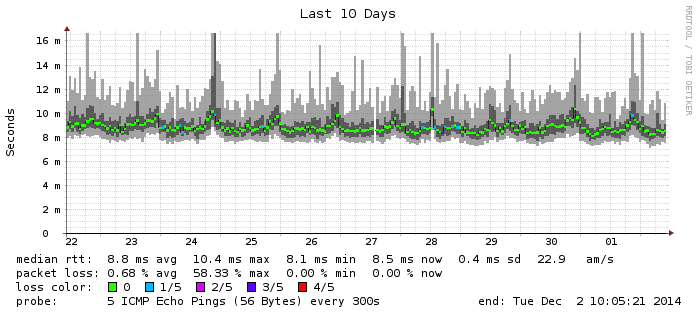 Last 10 Days
RRDTOOL / TOBI OETIKER
Seconds
16 m
14 m
12 m
10 m
8 m
6 m
4 m
2 m
0
22 23 24 25 26 27 28 29 30 01
median rtt: 8.8 ms avg 10.4 ms max 8.1 ms min 8.5 ms now 0.4 ms sd 22.9 am/s
packet loss: 0.68 % avg 58.33 % max 0.00 % min 0.00 % now
loss color: 0 1/5 2/5 3/5 4/5
probe: 5 ICMP Echo Pings (56 Bytes) every 300s end: Tue Dec 2 10:05:21 2014